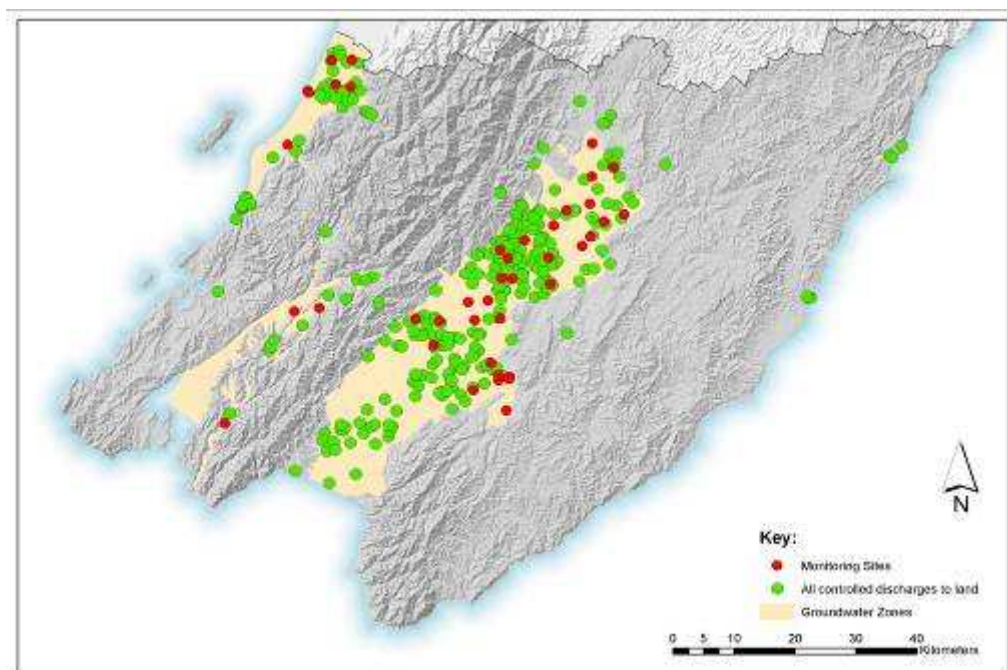 N
Key:
Monitoring Sites
All controlled discharges to land
Groundwater Zones
0 5 10 20 30 40
Kilometers